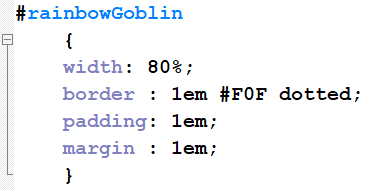 #rainbowGoblin
{
width: 80%;
border : 1em #F0F dotted;
padding: 1em;
margin : 1em;
}